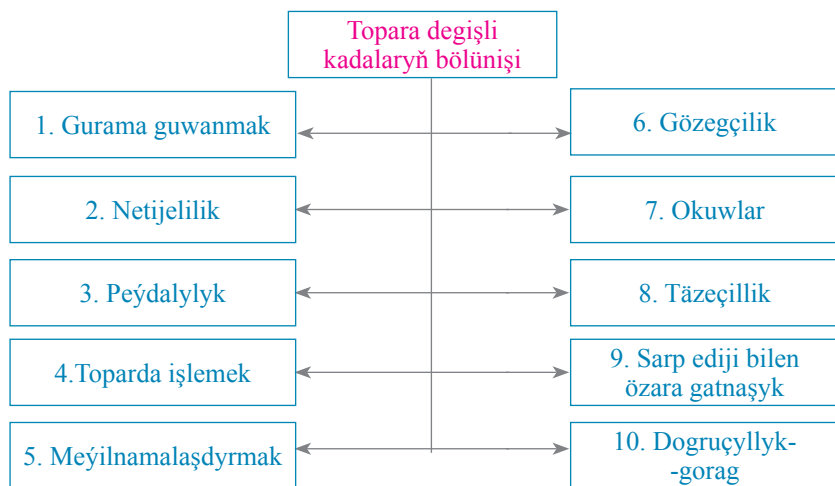 Topara degişli
kadalaryň bölünişi
1. Gurama guwanmak
2. Netijelilik
3. Peýdalylyk
4.Toparda işlemek
5. Meýilnamalaşdyrmak
6. Gözegçilik
7. Okuwlar
8. Täzeçillik
9. Sarp ediji bilen
özara gatnaşyk
10. Dogruçyllyk-
-gorag